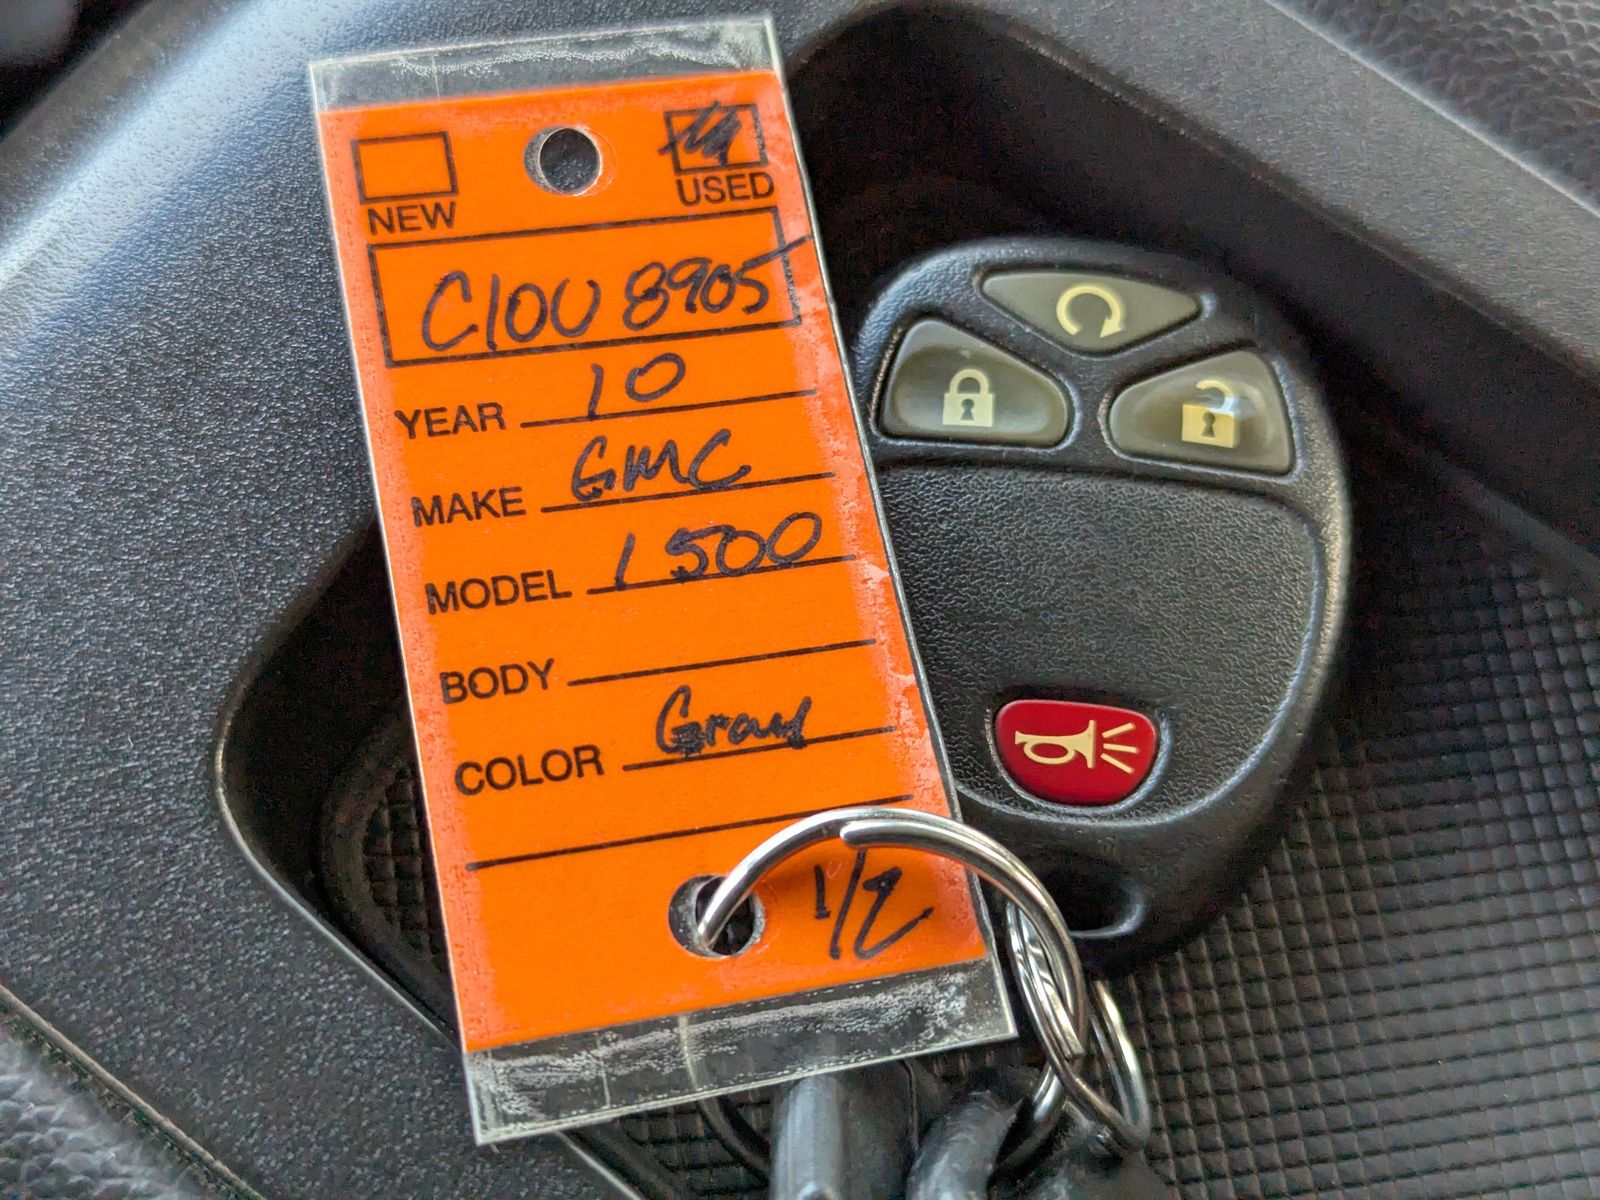 NEW USED
C10U 8905
YEAR 10
MAKE GMC
MODEL 1500
BODY
COLOR Gray
1/2